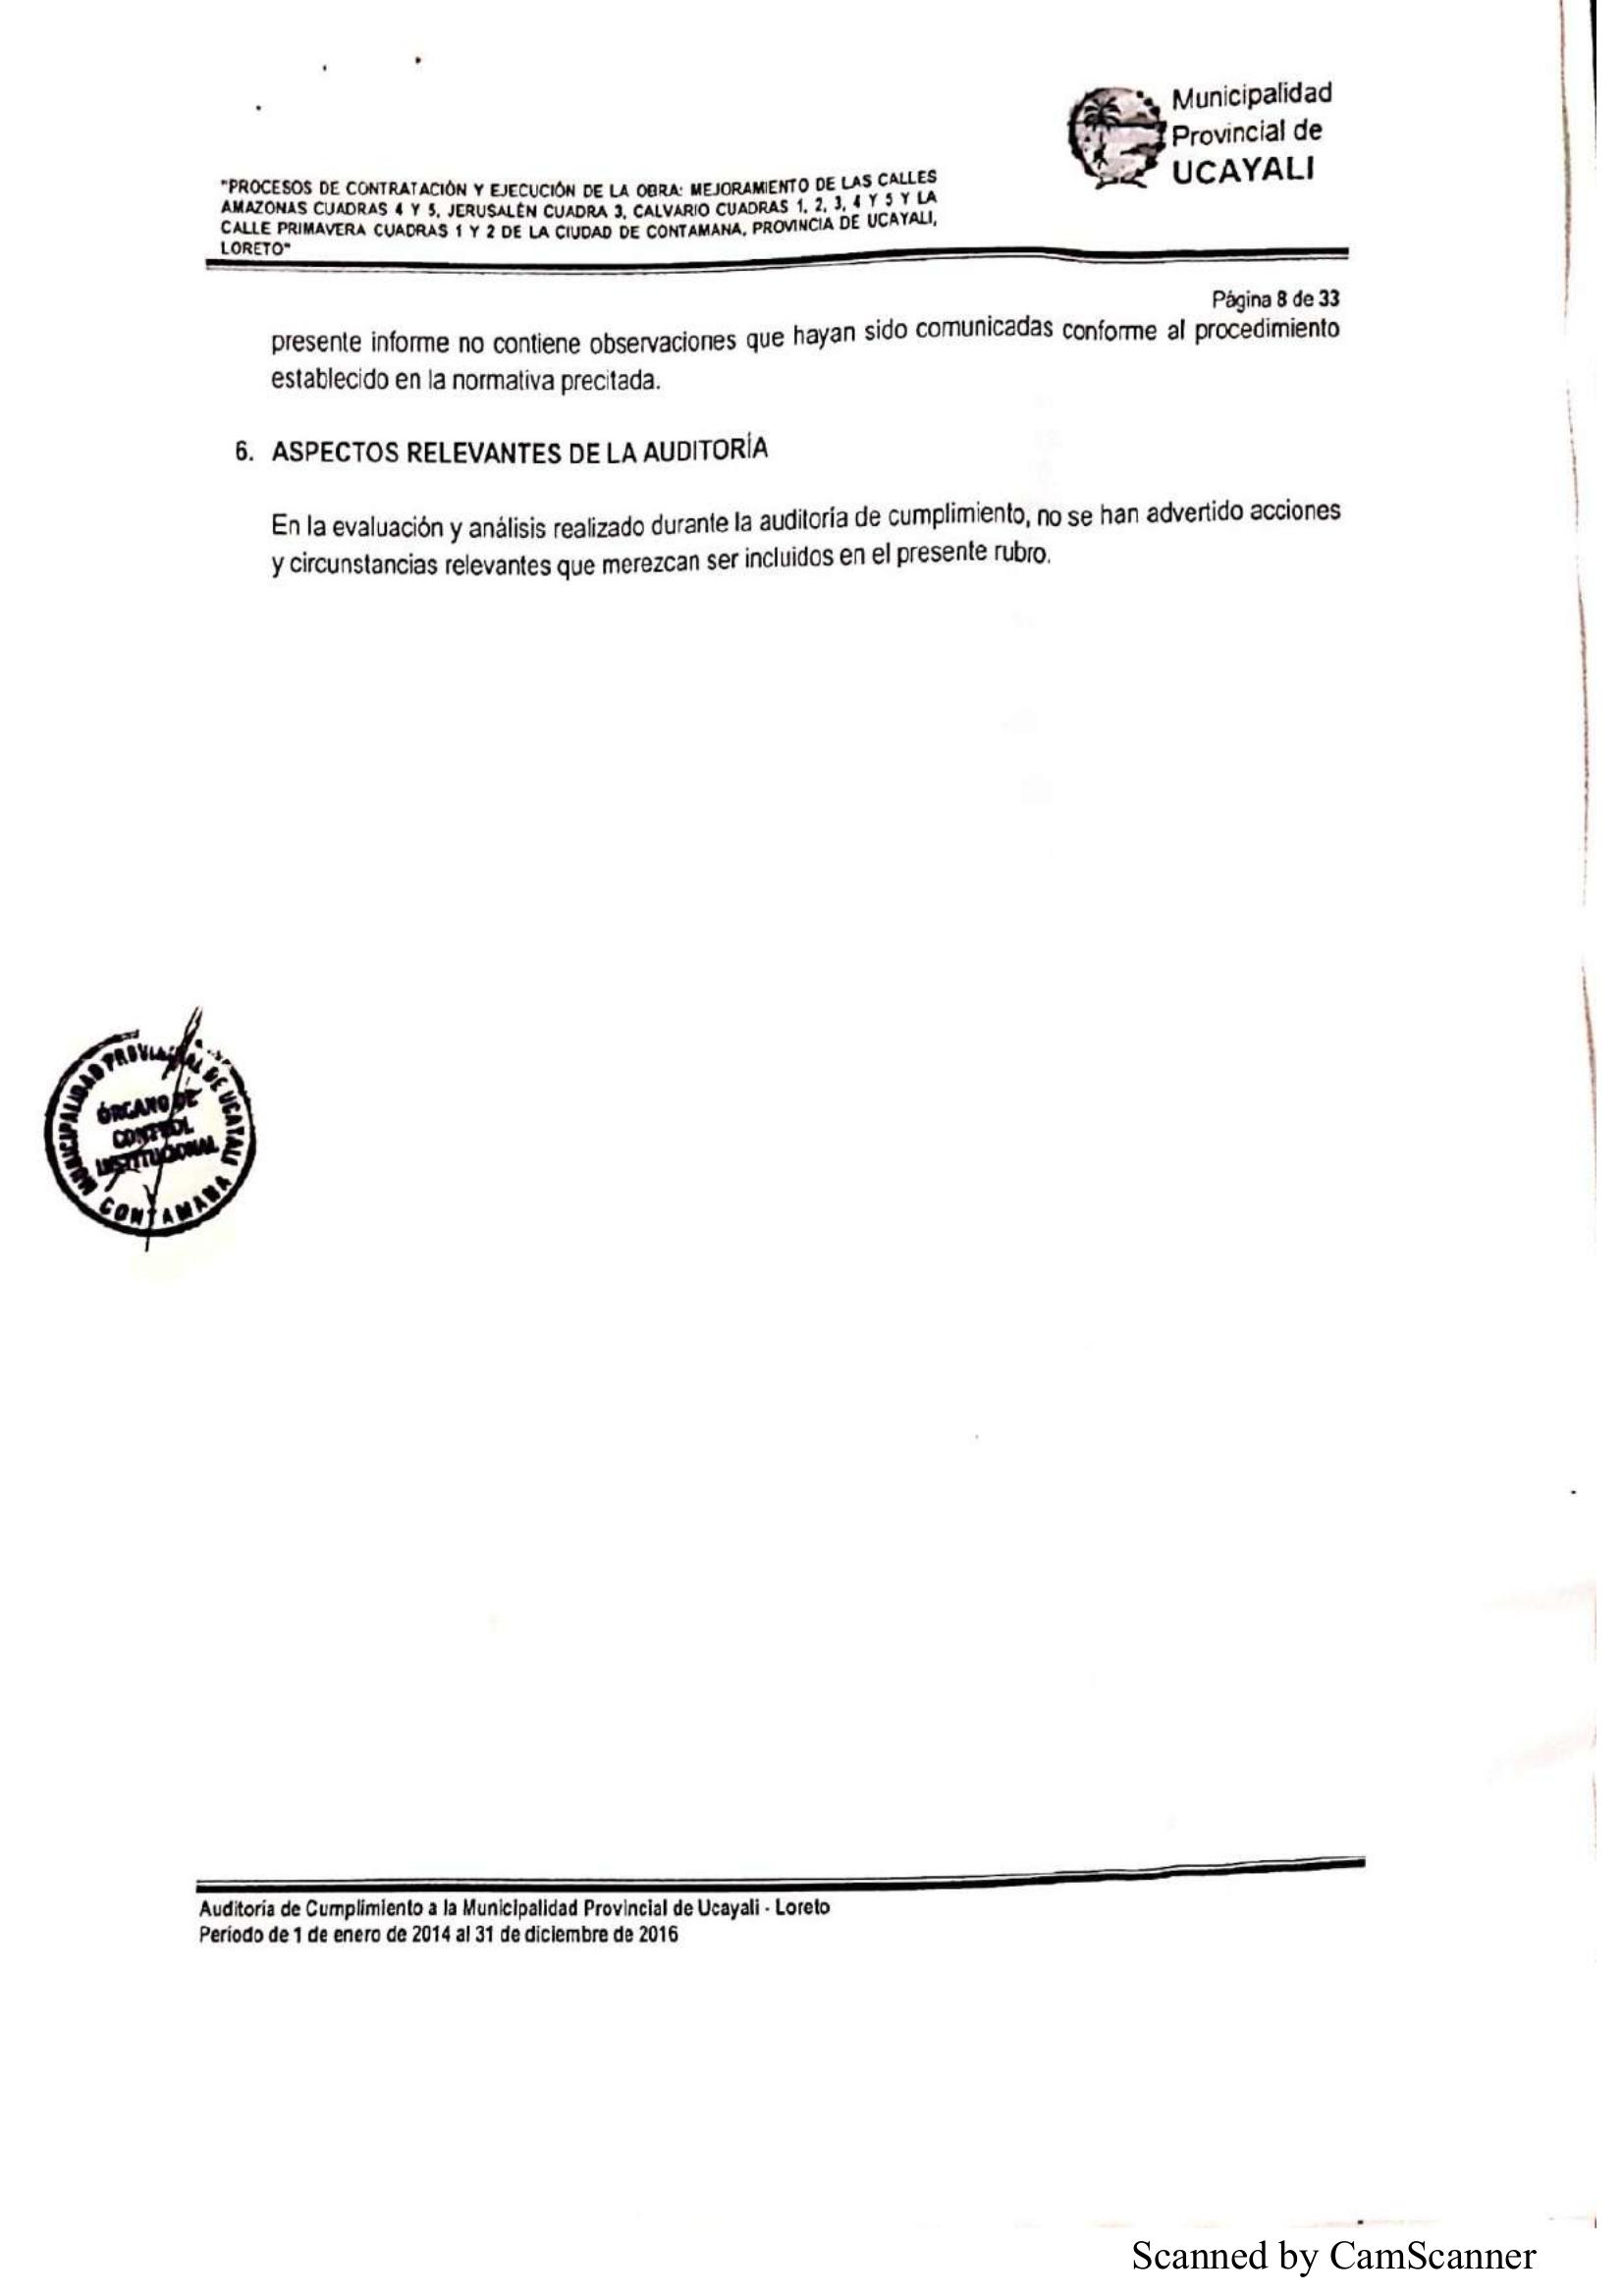 Municipalidad
Provincial de
UCAYALI
"PROCESOS DE CONTRATACIÓN Y EJECUCIÓN DE LA OBRA: MEJORAMIENTO DE LAS CALLES
AMAZONAS CUADRAS 4 Y 5, JERUSALÉN CUADRA 3, CALVARIO CUADRAS 1, 2, 3, 4 Y 5 Y LA
CALLE PRIMAVERA CUADRAS 1 Y 2 DE LA CIUDAD DE CONTAMANA, PROVINCIA DE UCAYALI,
LORETO"
Página 8 de 33
presente informe no contiene observaciones que hayan sido comunicadas conforme al procedimiento
establecido en la normativa precitada.
6. ASPECTOS RELEVANTES DE LA AUDITORÍA
En la evaluación y análisis realizado durante la auditoría de cumplimiento, no se han advertido acciones
y circunstancias relevantes que merezcan ser incluidos en el presente rubro.
MUNICIPALIDAD PROVINCIAL DE UCAYALI
ÓRGANO DE
CONTROL
INSTITUCIONAL
CONTAMANA
Auditoría de Cumplimiento a la Municipalidad Provincial de Ucayali - Loreto
Período de 1 de enero de 2014 al 31 de diciembre de 2016
Scanned by CamScanner